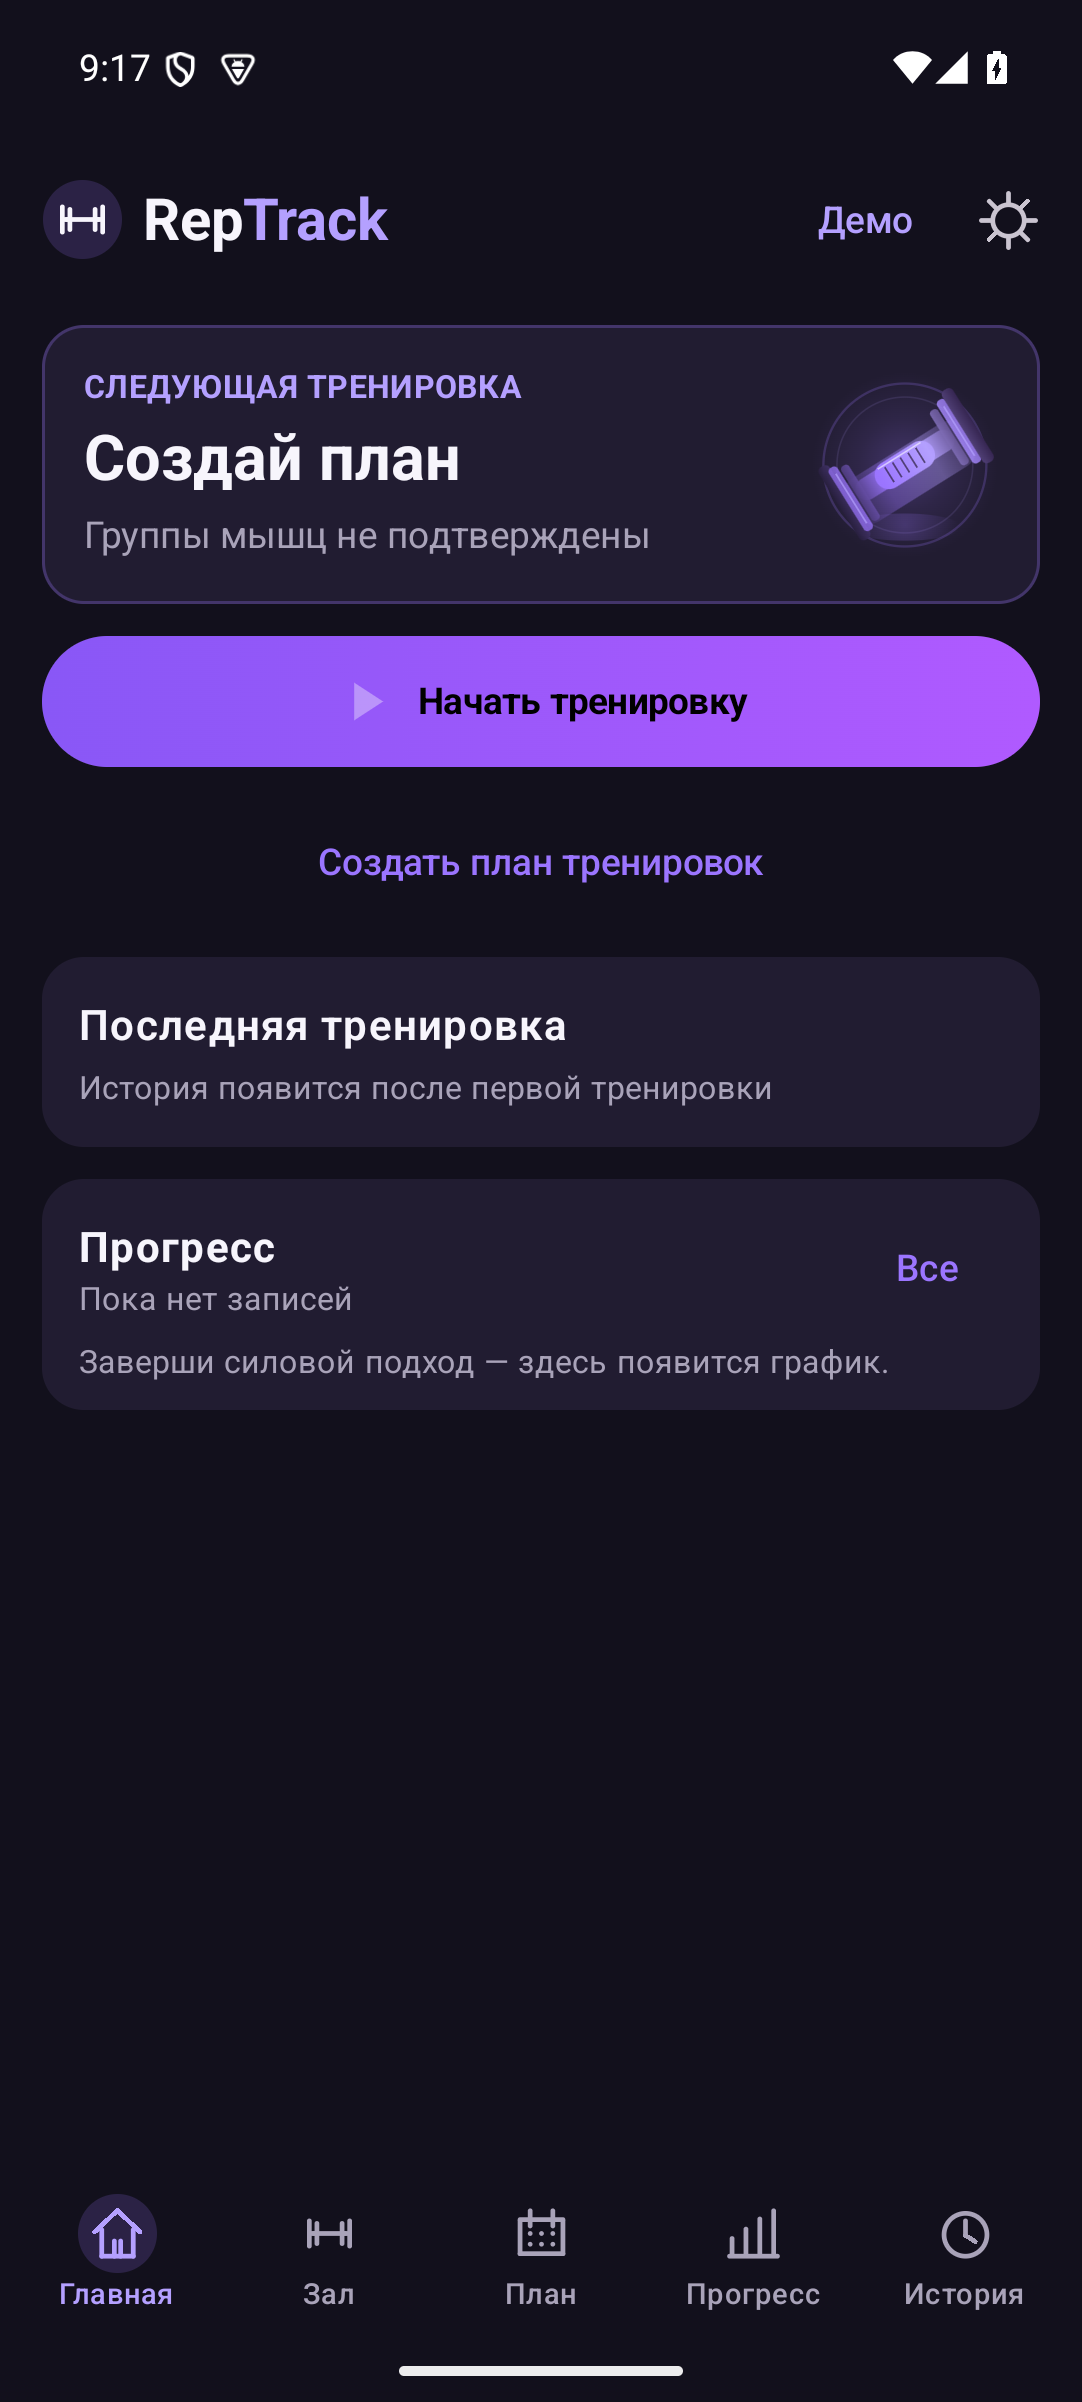 9:17
RepTrack
Демо
СЛЕДУЮЩАЯ ТРЕНИРОВКА
Создай план
Группы мышц не подтверждены
Начать тренировку
Создать план тренировок
Последняя тренировка
История появится после первой тренировки
Прогресс
Все
Пока нет записей
Заверши силовой подход — здесь появится график.
Главная
Зал
План
Прогресс
История